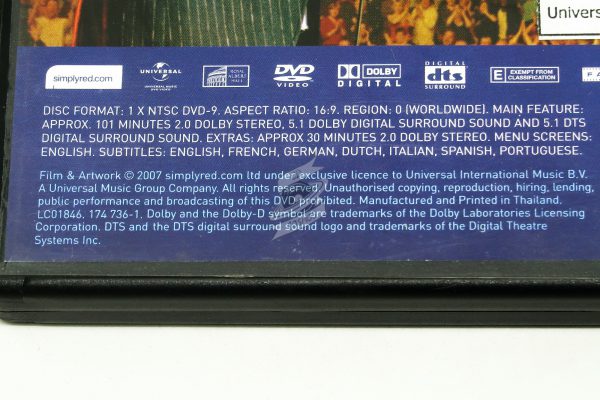 Univers
simplyred.com
UNIVERSAL
ROYAL ALBERT HALL
DVD VIDEO
DOLBY DIGITAL
DIGITAL dts SURROUND
E EXEMPT FROM CLASSIFICATION
DISC FORMAT: 1 X NTSC DVD-9. ASPECT RATIO: 16:9. REGION: 0 (WORLDWIDE). MAIN FEATURE:
APPROX. 101 MINUTES 2.0 DOLBY STEREO, 5.1 DOLBY DIGITAL SURROUND SOUND AND 5.1 DTS
DIGITAL SURROUND SOUND. EXTRAS: APPROX 30 MINUTES 2.0 DOLBY STEREO. MENU SCREENS:
ENGLISH. SUBTITLES: ENGLISH, FRENCH, GERMAN, DUTCH, ITALIAN, SPANISH, PORTUGUESE.
Film & Artwork © 2007 simplyred.com ltd under exclusive licence to Universal International Music B.V.
A Universal Music Group Company. All rights reserved. Unauthorised copying, reproduction, hiring, lending,
public performance and broadcasting of this DVD prohibited. Manufactured and Printed in Thailand.
LC01846. 174 736-1. Dolby and the Dolby-D symbol are trademarks of the Dolby Laboratories Licensing
Corporation. DTS and the DTS digital surround sound logo and trademarks of the Digital Theatre
Systems Inc.